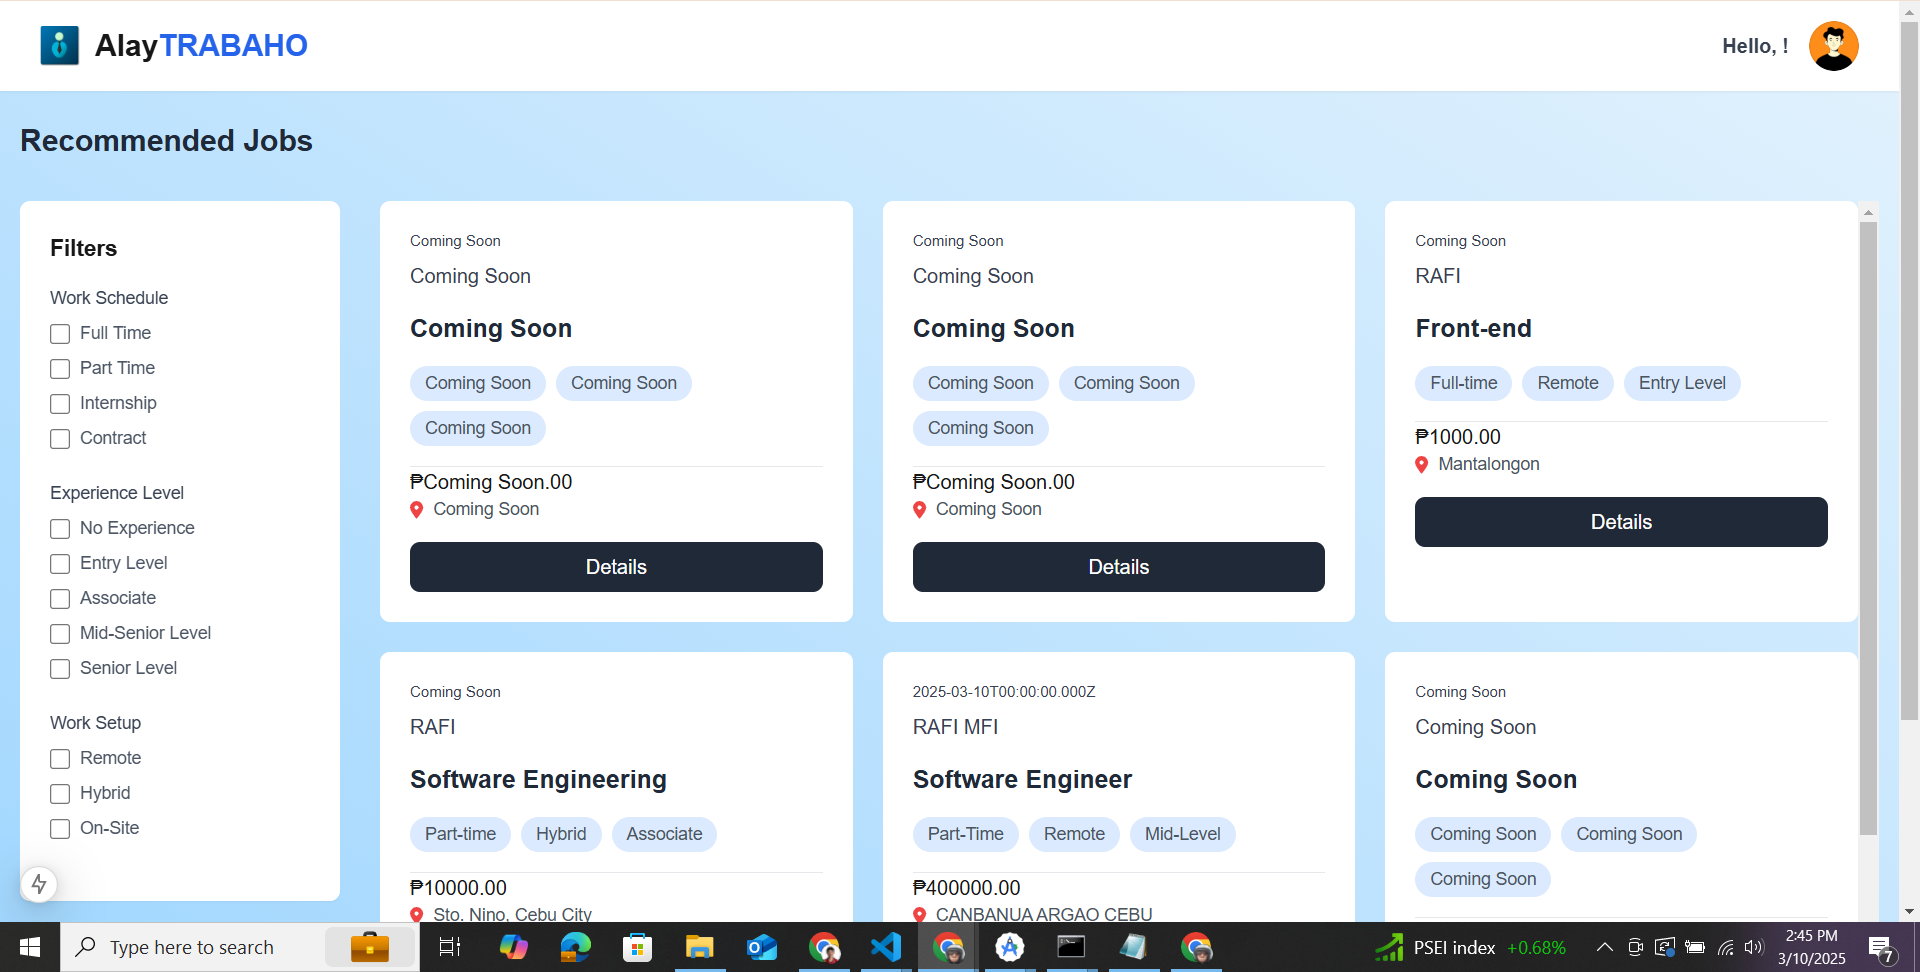 AlayTRABAHO
Hello, !
Recommended Jobs
Filters
Work Schedule
Full Time
Part Time
Internship
Contract
Experience Level
No Experience
Entry Level
Associate
Mid-Senior Level
Senior Level
Work Setup
Remote
Hybrid
On-Site
Coming Soon
Coming Soon
Coming Soon
Coming Soon Coming Soon
Coming Soon
₱Coming Soon.00
Coming Soon
Details
Coming Soon
Coming Soon
Coming Soon
Coming Soon Coming Soon
Coming Soon
₱Coming Soon.00
Coming Soon
Details
Coming Soon
RAFI
Front-end
Full-time Remote Entry Level
₱1000.00
Mantalongon
Details
Coming Soon
RAFI
Software Engineering
Part-time Hybrid Associate
₱10000.00
Sto. Nino, Cebu City
2025-03-10T00:00:00.000Z
RAFI MFI
Software Engineer
Part-Time Remote Mid-Level
₱400000.00
CANBANUA ARGAO CEBU
Coming Soon
Coming Soon
Coming Soon
Coming Soon Coming Soon
Coming Soon
Type here to search
PSEI index +0.68%
2:45 PM
3/10/2025
7